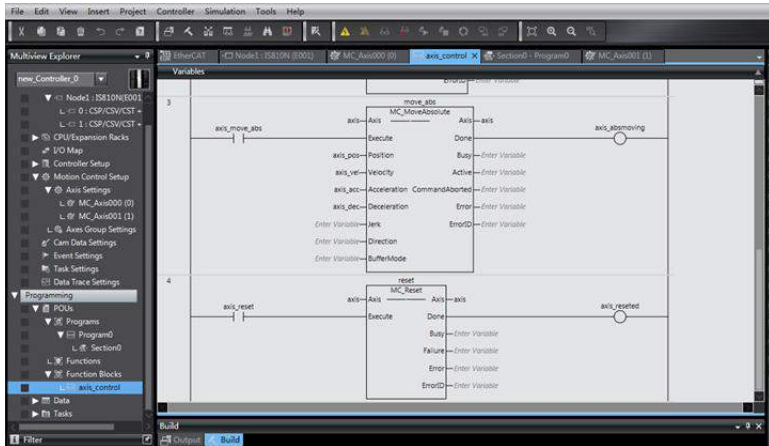 File Edit View Insert Project Controller Simulation Tools Help
Multiview Explorer
new_Controller_0
Node1 : IS810N(E001
0 : CSP/CSV/CST
1 : CSP/CSV/CST
CPU/Expansion Racks
I/O Map
Controller Setup
Motion Control Setup
Axis Settings
MC_Axis000 (0)
MC_Axis001 (1)
Axes Group Settings
Cam Data Settings
Event Settings
Task Settings
Data Trace Settings
Programming
POUs
Programs
Program0
Section0
Functions
Function Blocks
axis_control
Data
Tasks
Filter
EtherCAT Node1 : IS810N (E001) MC_Axis000 (0) axis_control X Section0 - Program0 MC_Axis001 (1)
Variables
ErrorID Enter Variable
3
move_abs
MC_MoveAbsolute
axis Axis Axis axis
axis_move_abs Execute Done axis_absmoving
axis_pos Position Busy Enter Variable
axis_vel Velocity Active Enter Variable
axis_acc Acceleration CommandAborted Enter Variable
axis_dec Deceleration Error Enter Variable
Enter Variable Jerk ErrorID Enter Variable
Enter Variable Direction
Enter Variable BufferMode
4
reset
MC_Reset
axis Axis Axis axis
axis_reset Execute Done axis_reseted
Busy Enter Variable
Failure Enter Variable
Error Enter Variable
ErrorID Enter Variable
Build
Output Build